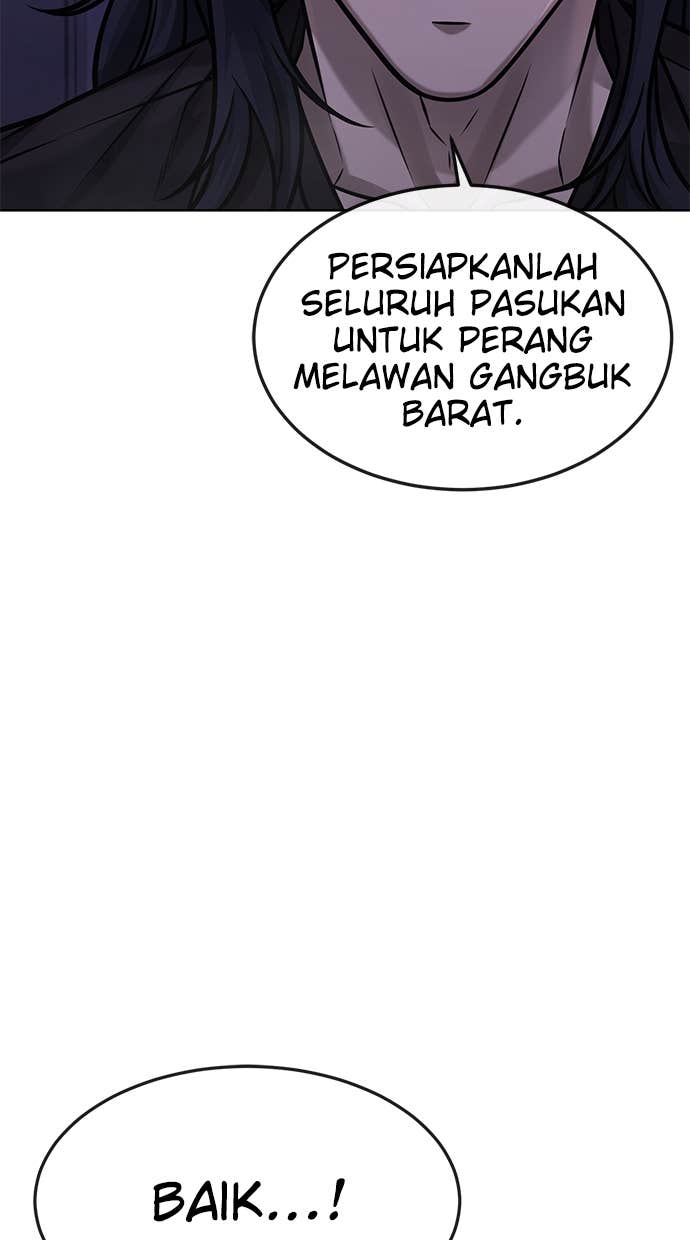 PERSIAPKANLAH
SELURUH PASUKAN
UNTUK PERANG
MELAWAN GANGBUK
BARAT.
BAIK...!